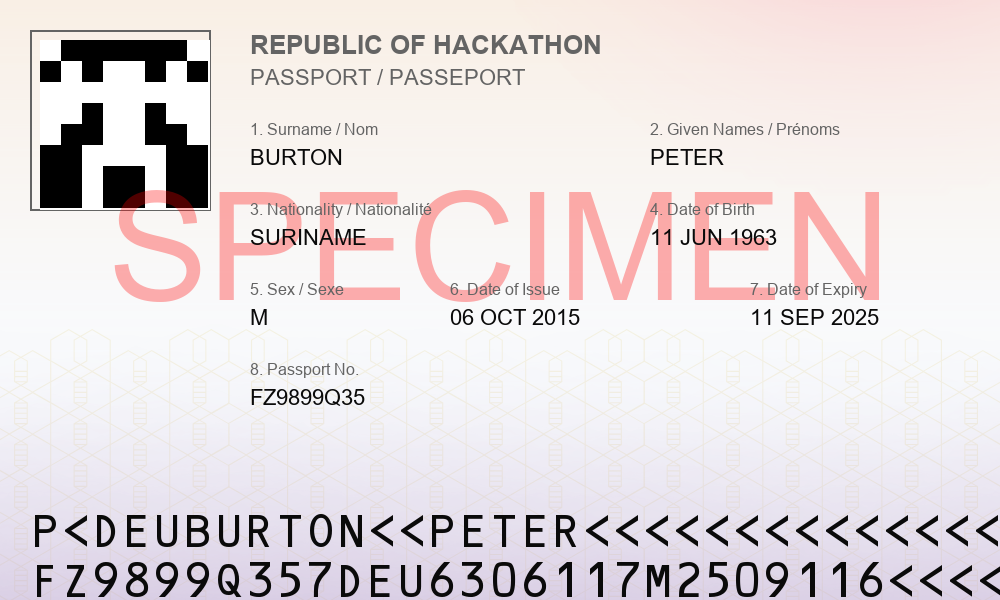 REPUBLIC OF HACKATHON
PASSPORT / PASSEPORT
1. Surname / Nom
BURTON
2. Given Names / Prénoms
PETER
SPECIMEN
3. Nationality / Nationalité
SURINAME
4. Date of Birth
11 JUN 1963
5. Sex / Sexe
M
6. Date of Issue
06 OCT 2015
7. Date of Expiry
11 SEP 2025
8. Passport No.
FZ9899Q35
P<DEUBURTON<<PETER<<<<<<<<<<<<<<
FZ9899Q357DEU6306117M2509116<<<<